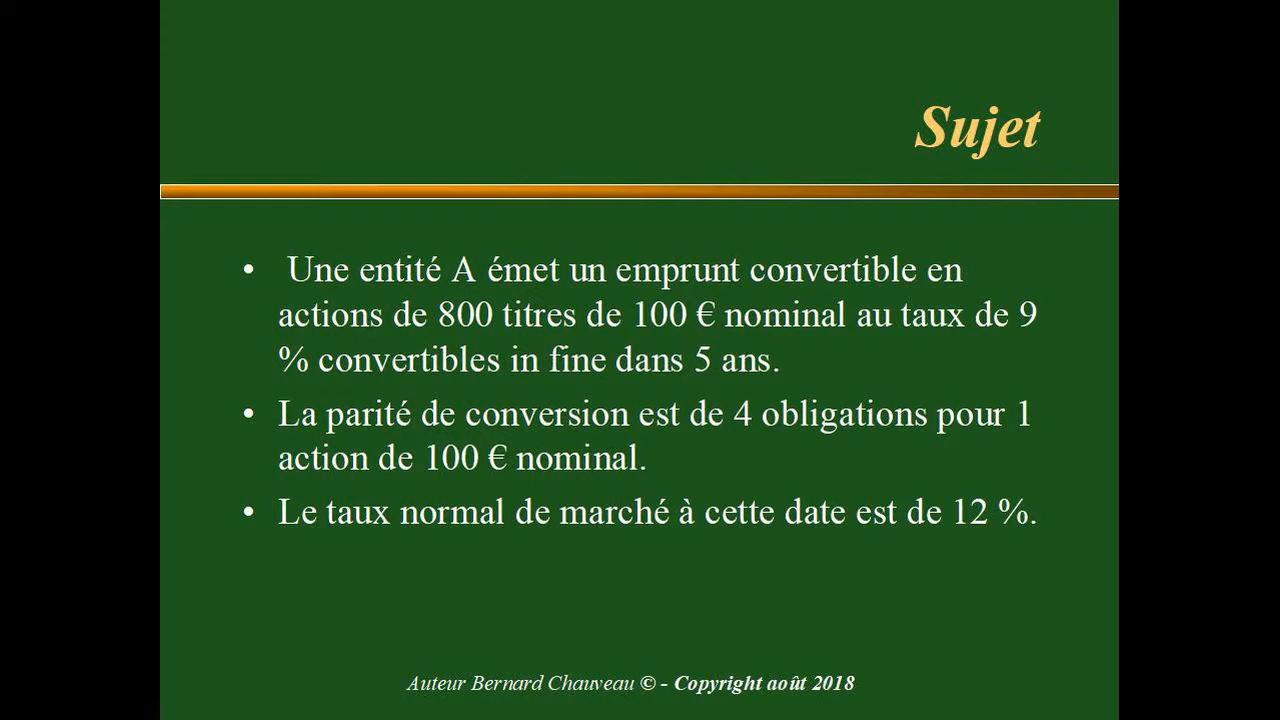 Sujet
• Une entité A émet un emprunt convertible en
actions de 800 titres de 100 € nominal au taux de 9
% convertibles in fine dans 5 ans.
• La parité de conversion est de 4 obligations pour 1
action de 100 € nominal.
• Le taux normal de marché à cette date est de 12 %.
Auteur Bernard Chauveau © - Copyright août 2018